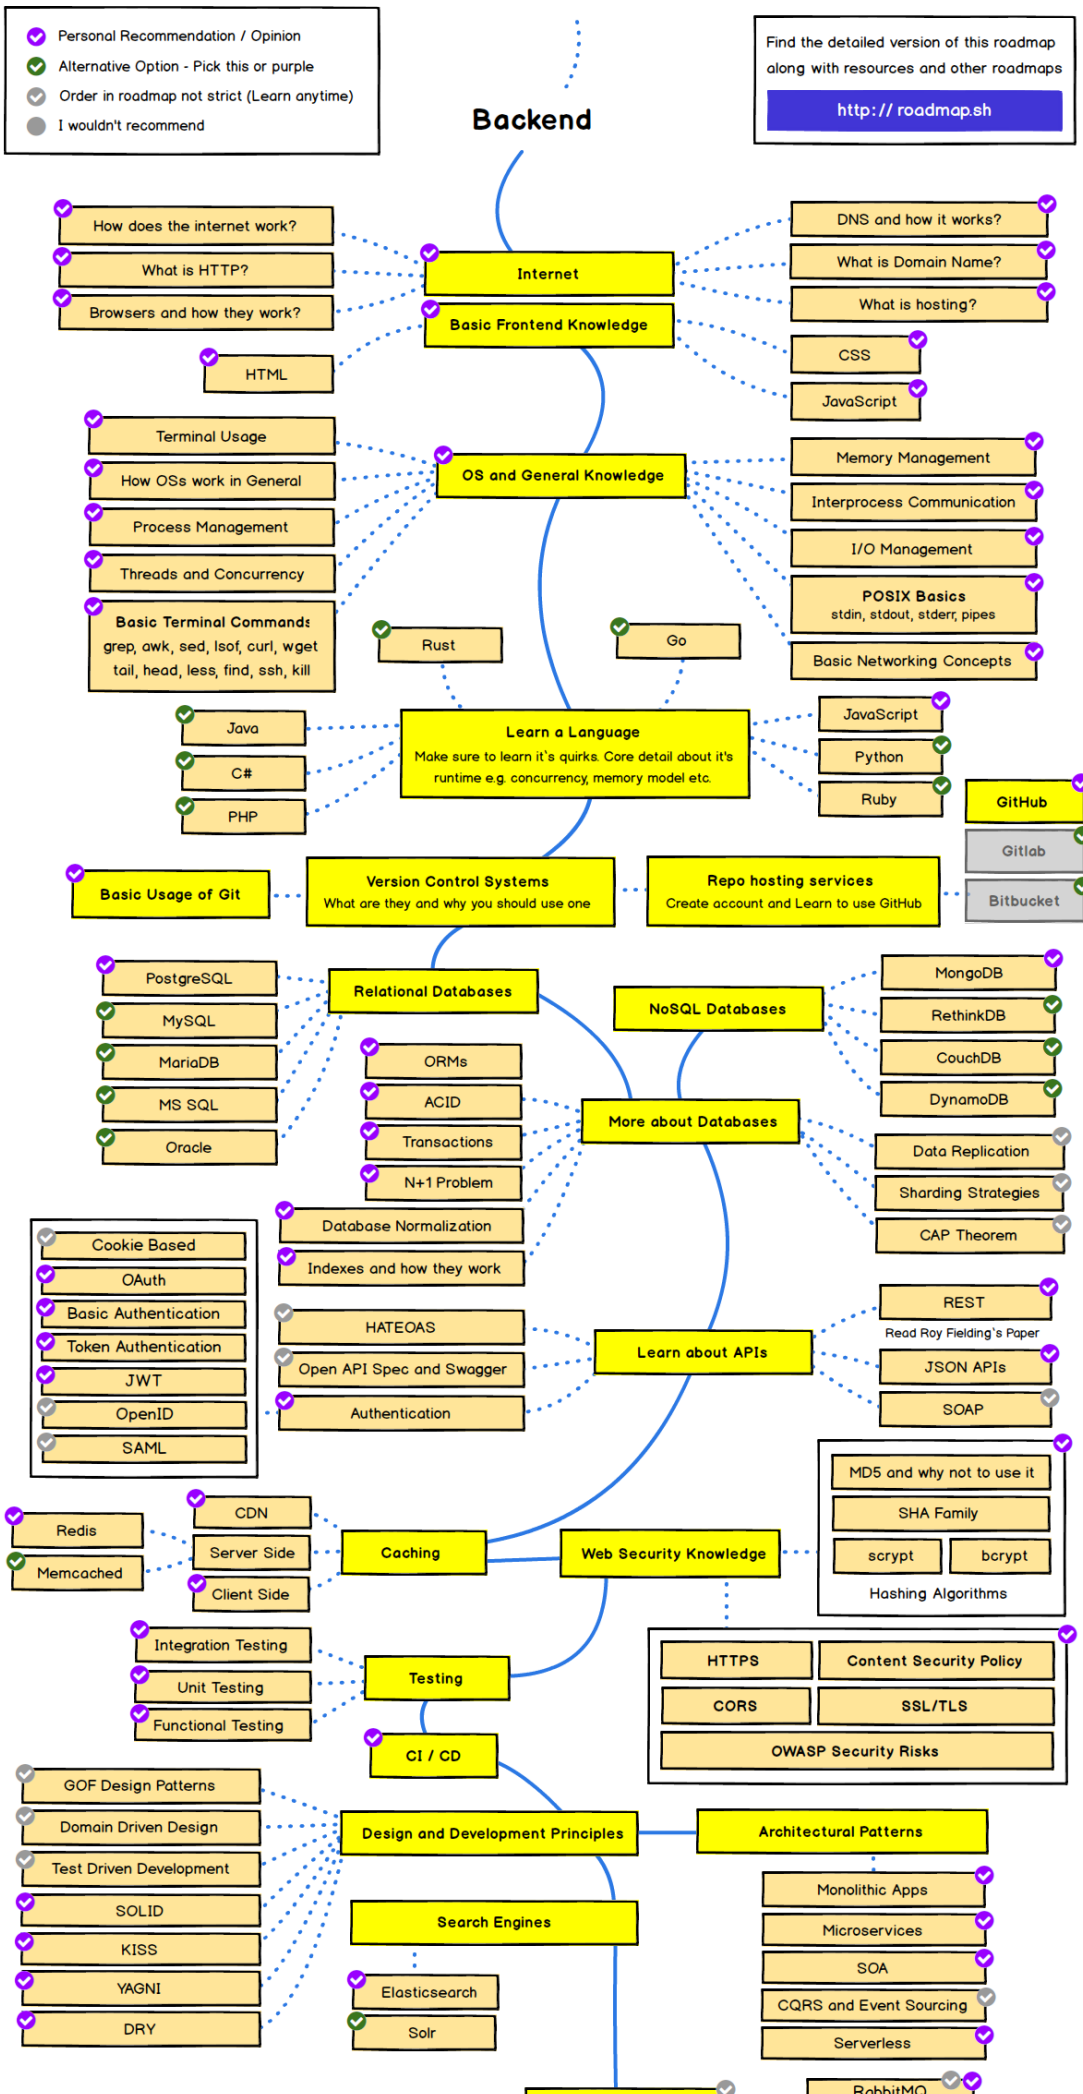 Personal Recommendation / Opinion
Alternative Option - Pick this or purple
Order in roadmap not strict (Learn anytime)
I wouldn't recommend
Find the detailed version of this roadmap
along with resources and other roadmaps
http://roadmap.sh
Backend
How does the internet work?
What is HTTP?
Browsers and how they work?
Internet
DNS and how it works?
What is Domain Name?
What is hosting?
Basic Frontend Knowledge
HTML
CSS
JavaScript
Terminal Usage
How OSs work in General
Process Management
Threads and Concurrency
Basic Terminal Commands
grep, awk, sed, lsof, curl, wget
tail, head, less, find, ssh, kill
OS and General Knowledge
Memory Management
Interprocess Communication
I/O Management
POSIX Basics
stdin, stdout, stderr, pipes
Basic Networking Concepts
Rust
Go
Java
C#
PHP
Learn a Language
Make sure to learn it's quirks. Core detail about it's
runtime e.g. concurrency, memory model etc.
JavaScript
Python
Ruby
GitHub
Gitlab
Bitbucket
Basic Usage of Git
Version Control Systems
What are they and why you should use one
Repo hosting services
Create account and Learn to use GitHub
PostgreSQL
MySQL
MariaDB
MS SQL
Oracle
Relational Databases
NoSQL Databases
MongoDB
RethinkDB
CouchDB
DynamoDB
ORMs
ACID
Transactions
N+1 Problem
Database Normalization
Indexes and how they work
More about Databases
Data Replication
Sharding Strategies
CAP Theorem
Cookie Based
OAuth
Basic Authentication
Token Authentication
JWT
OpenID
SAML
HATEOAS
Open API Spec and Swagger
Authentication
Learn about APIs
REST
Read Roy Fielding's Paper
JSON APIs
SOAP
MD5 and why not to use it
SHA Family
scrypt
bcrypt
Hashing Algorithms
Redis
Memcached
CDN
Server Side
Client Side
Caching
Web Security Knowledge
HTTPS
Content Security Policy
CORS
SSL/TLS
OWASP Security Risks
Integration Testing
Unit Testing
Functional Testing
Testing
CI / CD
GOF Design Patterns
Domain Driven Design
Test Driven Development
SOLID
KISS
YAGNI
DRY
Design and Development Principles
Architectural Patterns
Monolithic Apps
Microservices
SOA
CQRS and Event Sourcing
Serverless
Search Engines
Elasticsearch
Solr
RabbitMQ